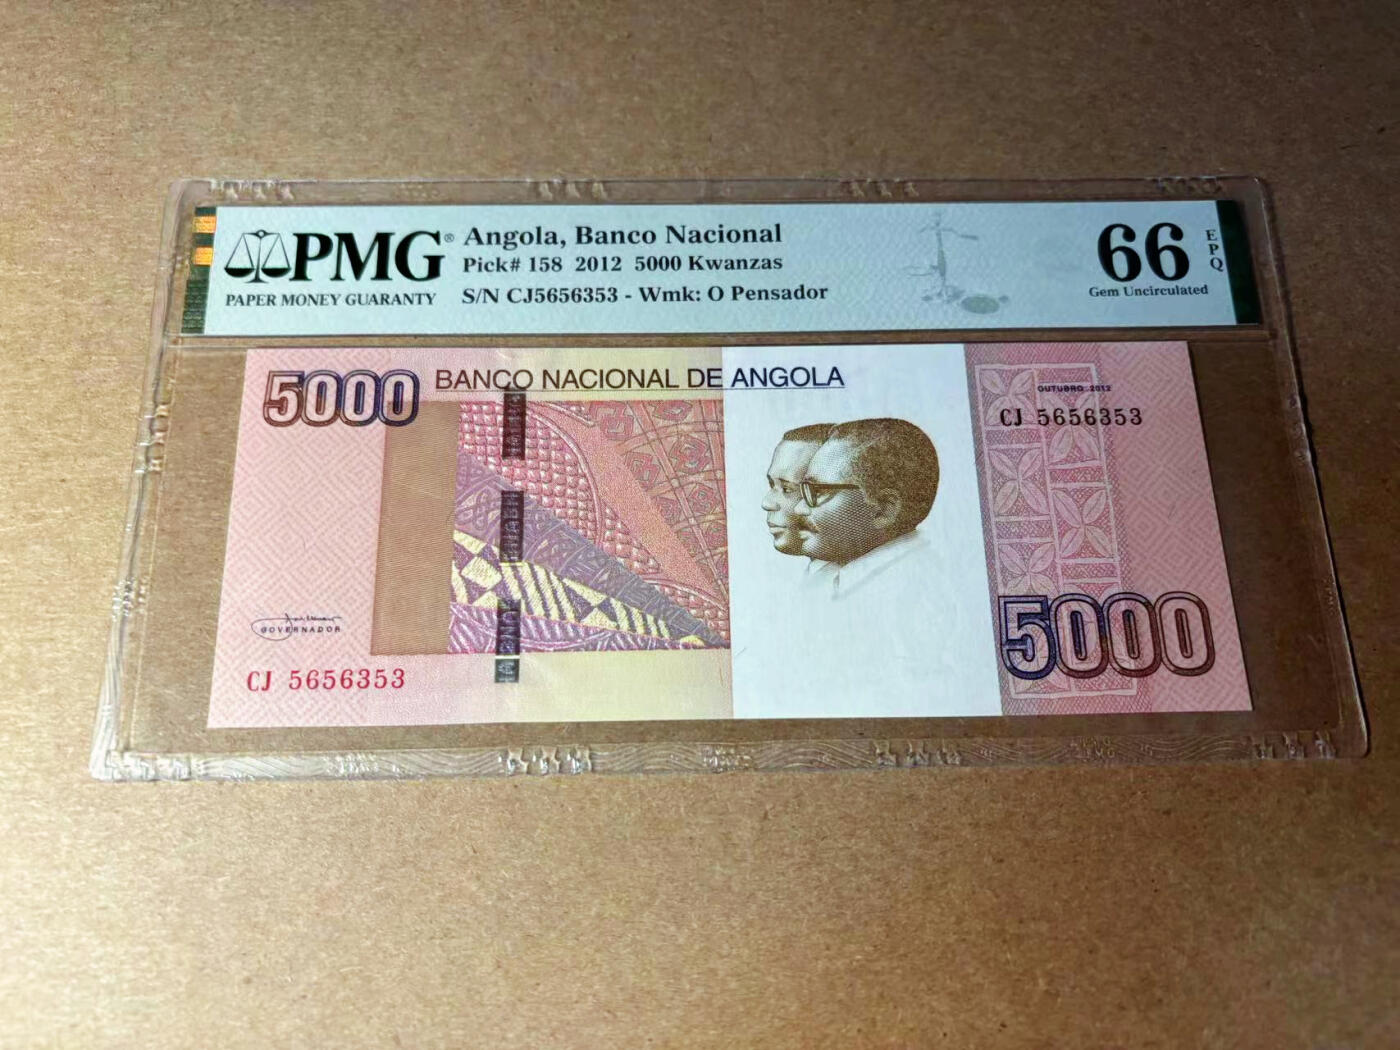 PMG®
PAPER MONEY GUARANTY
Angola, Banco Nacional
Pick# 158 2012 5000 Kwanzas
S/N CJ5656353 - Wmk: O Pensador
66
EPQ
Gem Uncirculated
5000
BANCO NACIONAL DE ANGOLA
OUTUBRO 2012
CJ 5656353
GOVERNADOR
CJ 5656353
5000